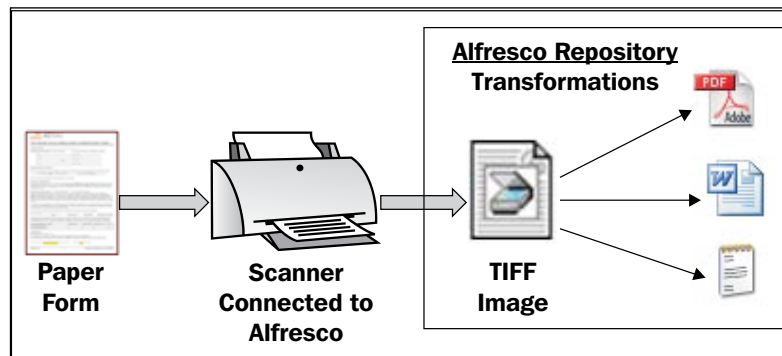 Alfresco Repository
Transformations
PDF
Adobe
W
Paper
Form
Scanner
Connected to
Alfresco
TIFF
Image